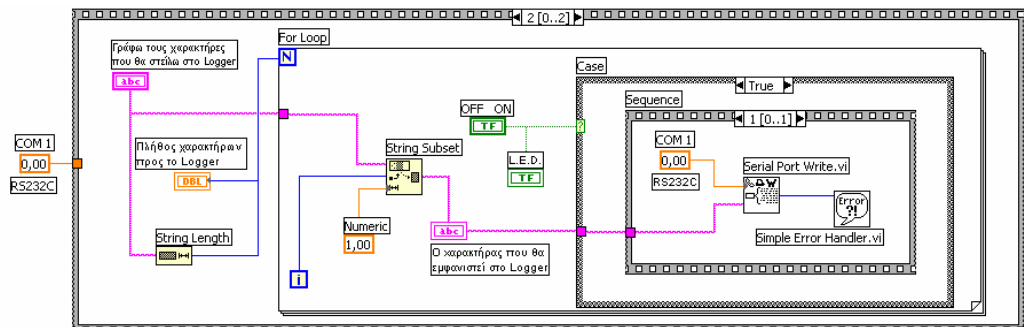 2 [0..2]
For Loop
Γράφω τους χαρακτήρες
που θα στείλω στο Logger
N
abc
Case
True
Sequence
1 [0..1]
OFF ON
TF
?
COM 1
0,00
RS232C
Πλήθος χαρακτήρων
προς το Logger
DBL
String Subset
L.E.D.
TF
COM 1
0,00
RS232C
Serial Port Write.vi
Error
?!
Simple Error Handler.vi
Numeric
1,00
abc
String Length
Ο χαρακτήρας που θα
εμφανιστεί στο Logger
i